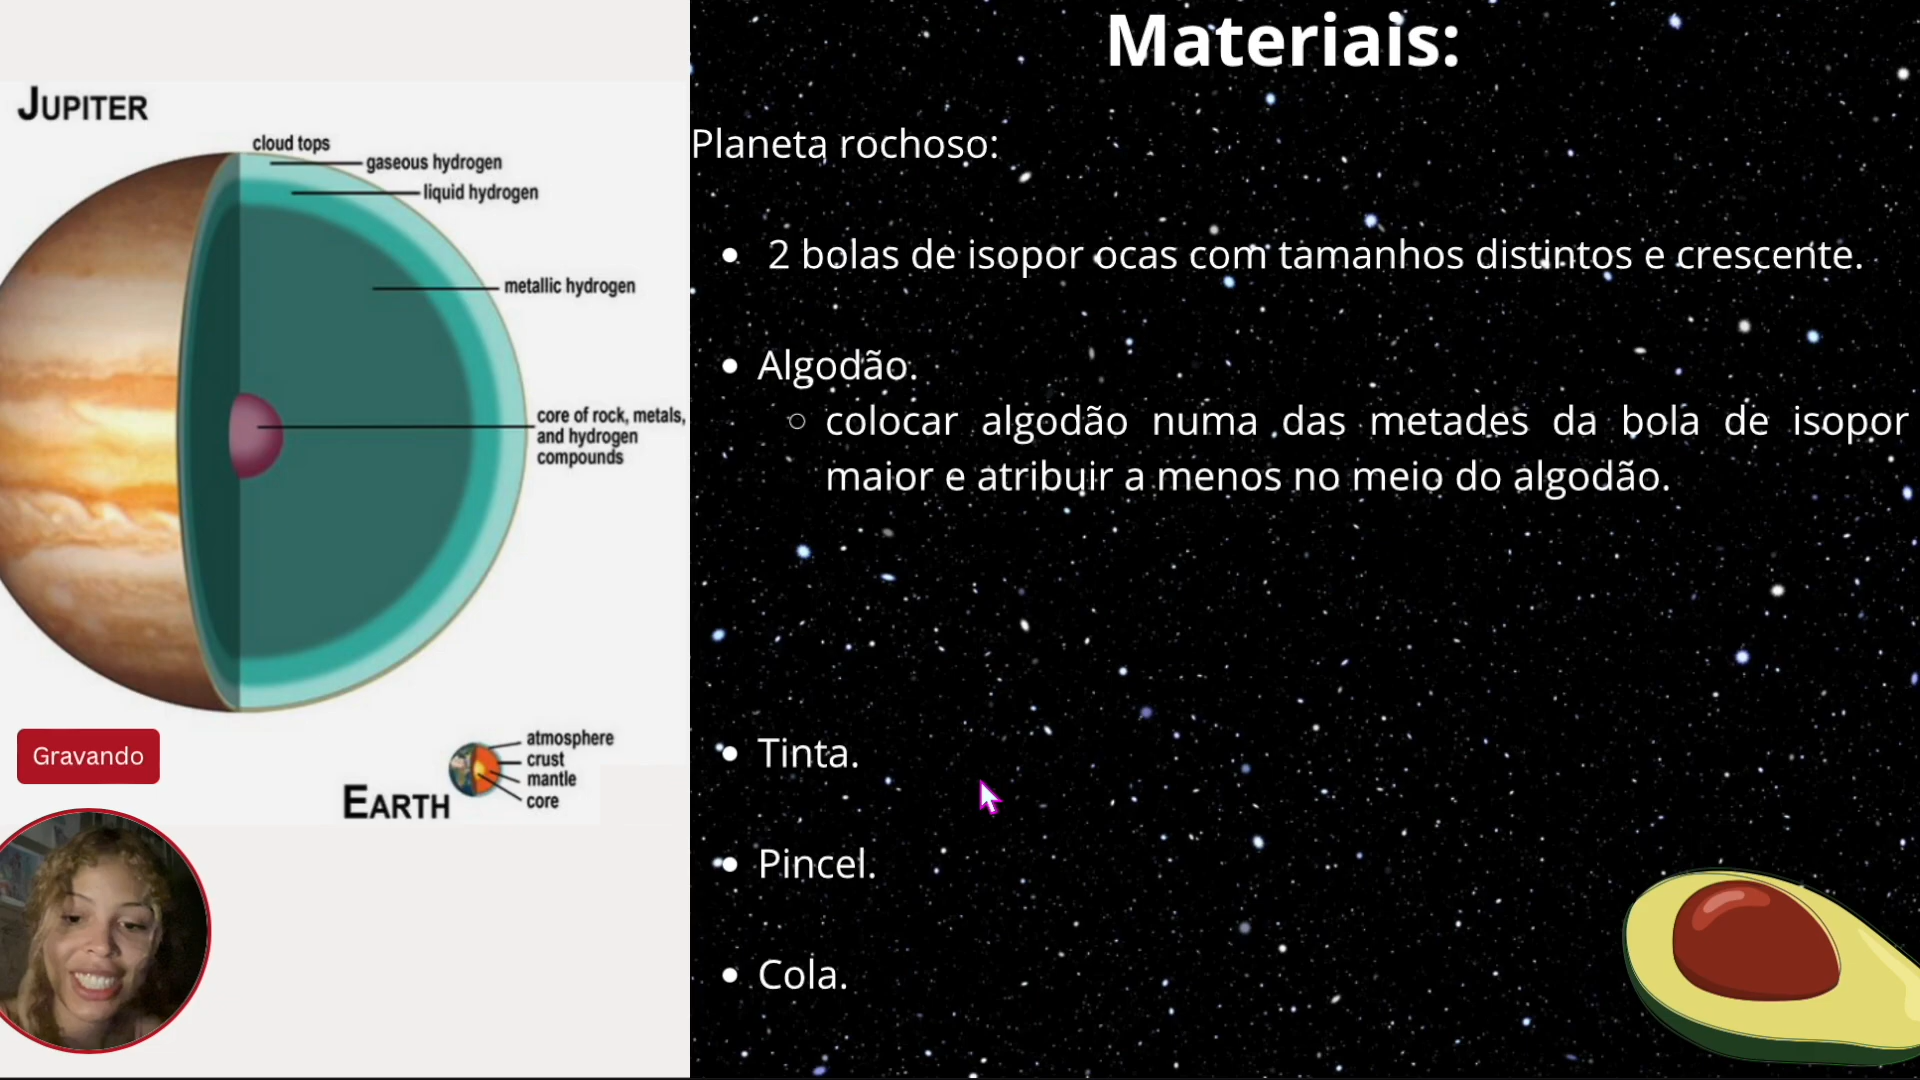 JUPITER
cloud tops
gaseous hydrogen
liquid hydrogen
metallic hydrogen
core of rock, metals,
and hydrogen
compounds
Gravando
atmosphere
crust
mantle
core
EARTH
Materiais:
Planeta rochoso:
2 bolas de isopor ocas com tamanhos distintos e crescente.
Algodão.
colocar algodão numa das metades da bola de isopor
maior e atribuir a menos no meio do algodão.
Tinta.
Pincel.
Cola.